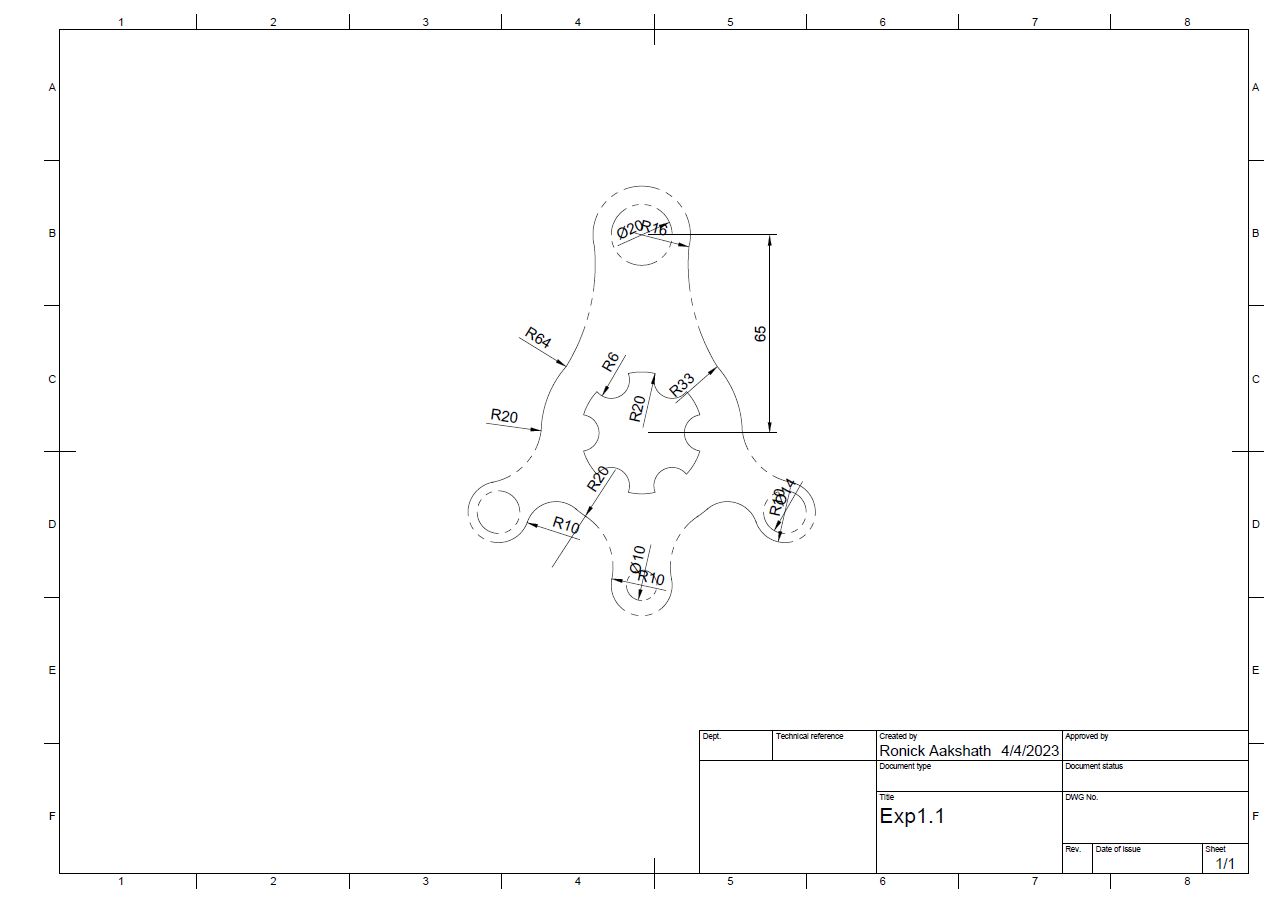 1 2 3 4 5 6 7 8
A A
B B
Ø20 R16
65
R64
C C
R6
R33
R20
R20
R20
D D
R10
R10 Ø14
Ø10
R10
E E
Dept. Technical reference Created by Approved by
Ronick Aakshath 4/4/2023
Document type Document status
Title DWG No.
F Exp1.1 F
Rev. Date of issue Sheet
1/1
1 2 3 4 5 6 7 8